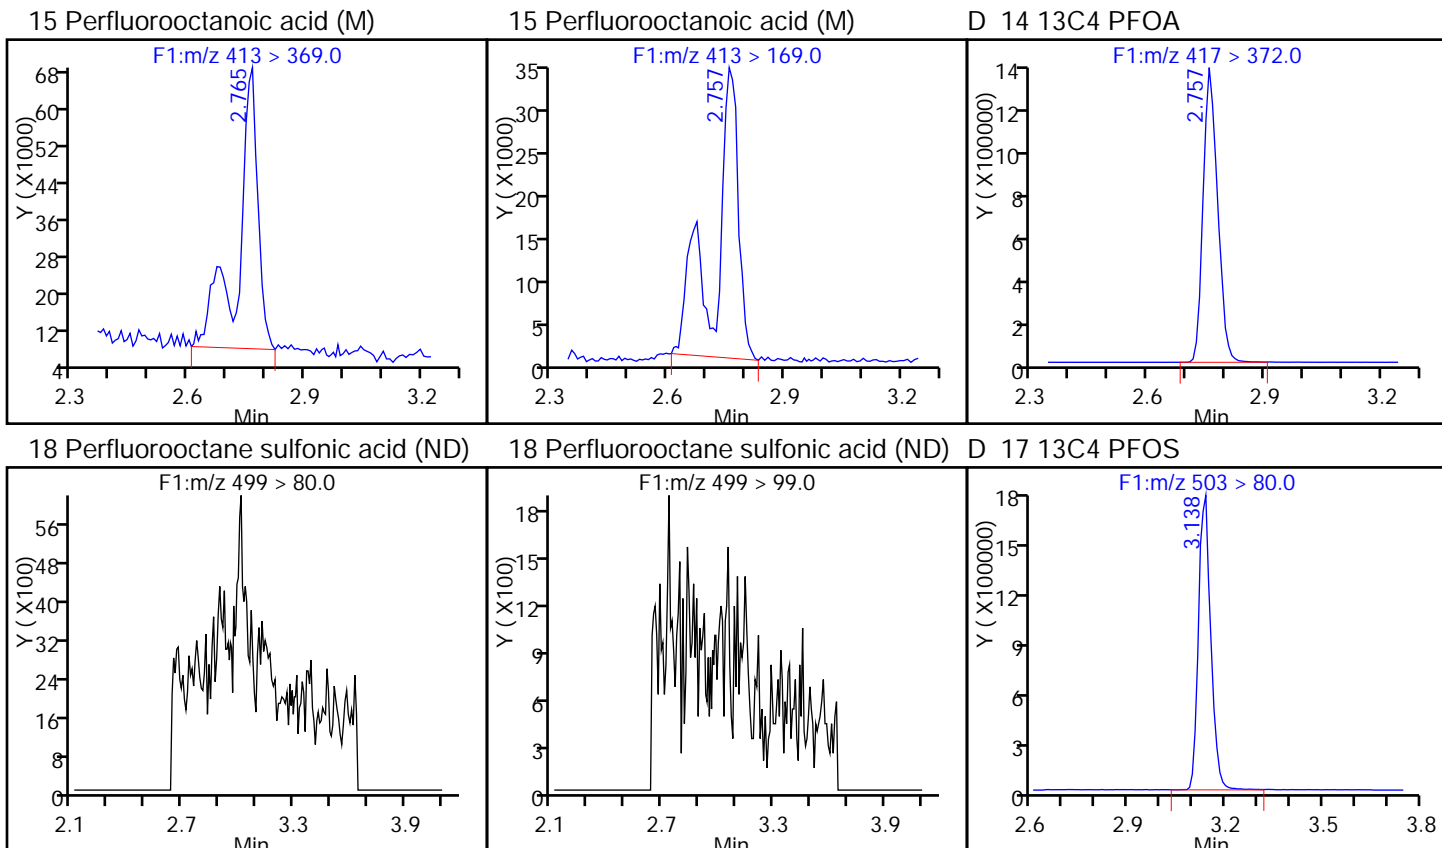 15 Perfluorooctanoic acid (M)
F1:m/z 413 > 369.0
2.765
Y ( X1000)
68
60
52
44
36
28
20
12
4
2.3 2.6 2.9 3.2
Min
15 Perfluorooctanoic acid (M)
F1:m/z 413 > 169.0
2.757
Y ( X1000)
35
30
25
20
15
10
5
0
2.3 2.6 2.9 3.2
Min
D 14 13C4 PFOA
F1:m/z 417 > 372.0
2.757
Y ( X100000)
14
12
10
8
6
4
2
0
2.3 2.6 2.9 3.2
Min
18 Perfluorooctane sulfonic acid (ND)
F1:m/z 499 > 80.0
Y ( X100)
56
48
40
32
24
16
8
0
2.1 2.7 3.3 3.9
Min
18 Perfluorooctane sulfonic acid (ND)
F1:m/z 499 > 99.0
Y ( X100)
18
15
12
9
6
3
0
2.1 2.7 3.3 3.9
Min
D 17 13C4 PFOS
F1:m/z 503 > 80.0
3.138
Y ( X100000)
18
15
12
9
6
3
0
2.6 2.9 3.2 3.5 3.8
Min